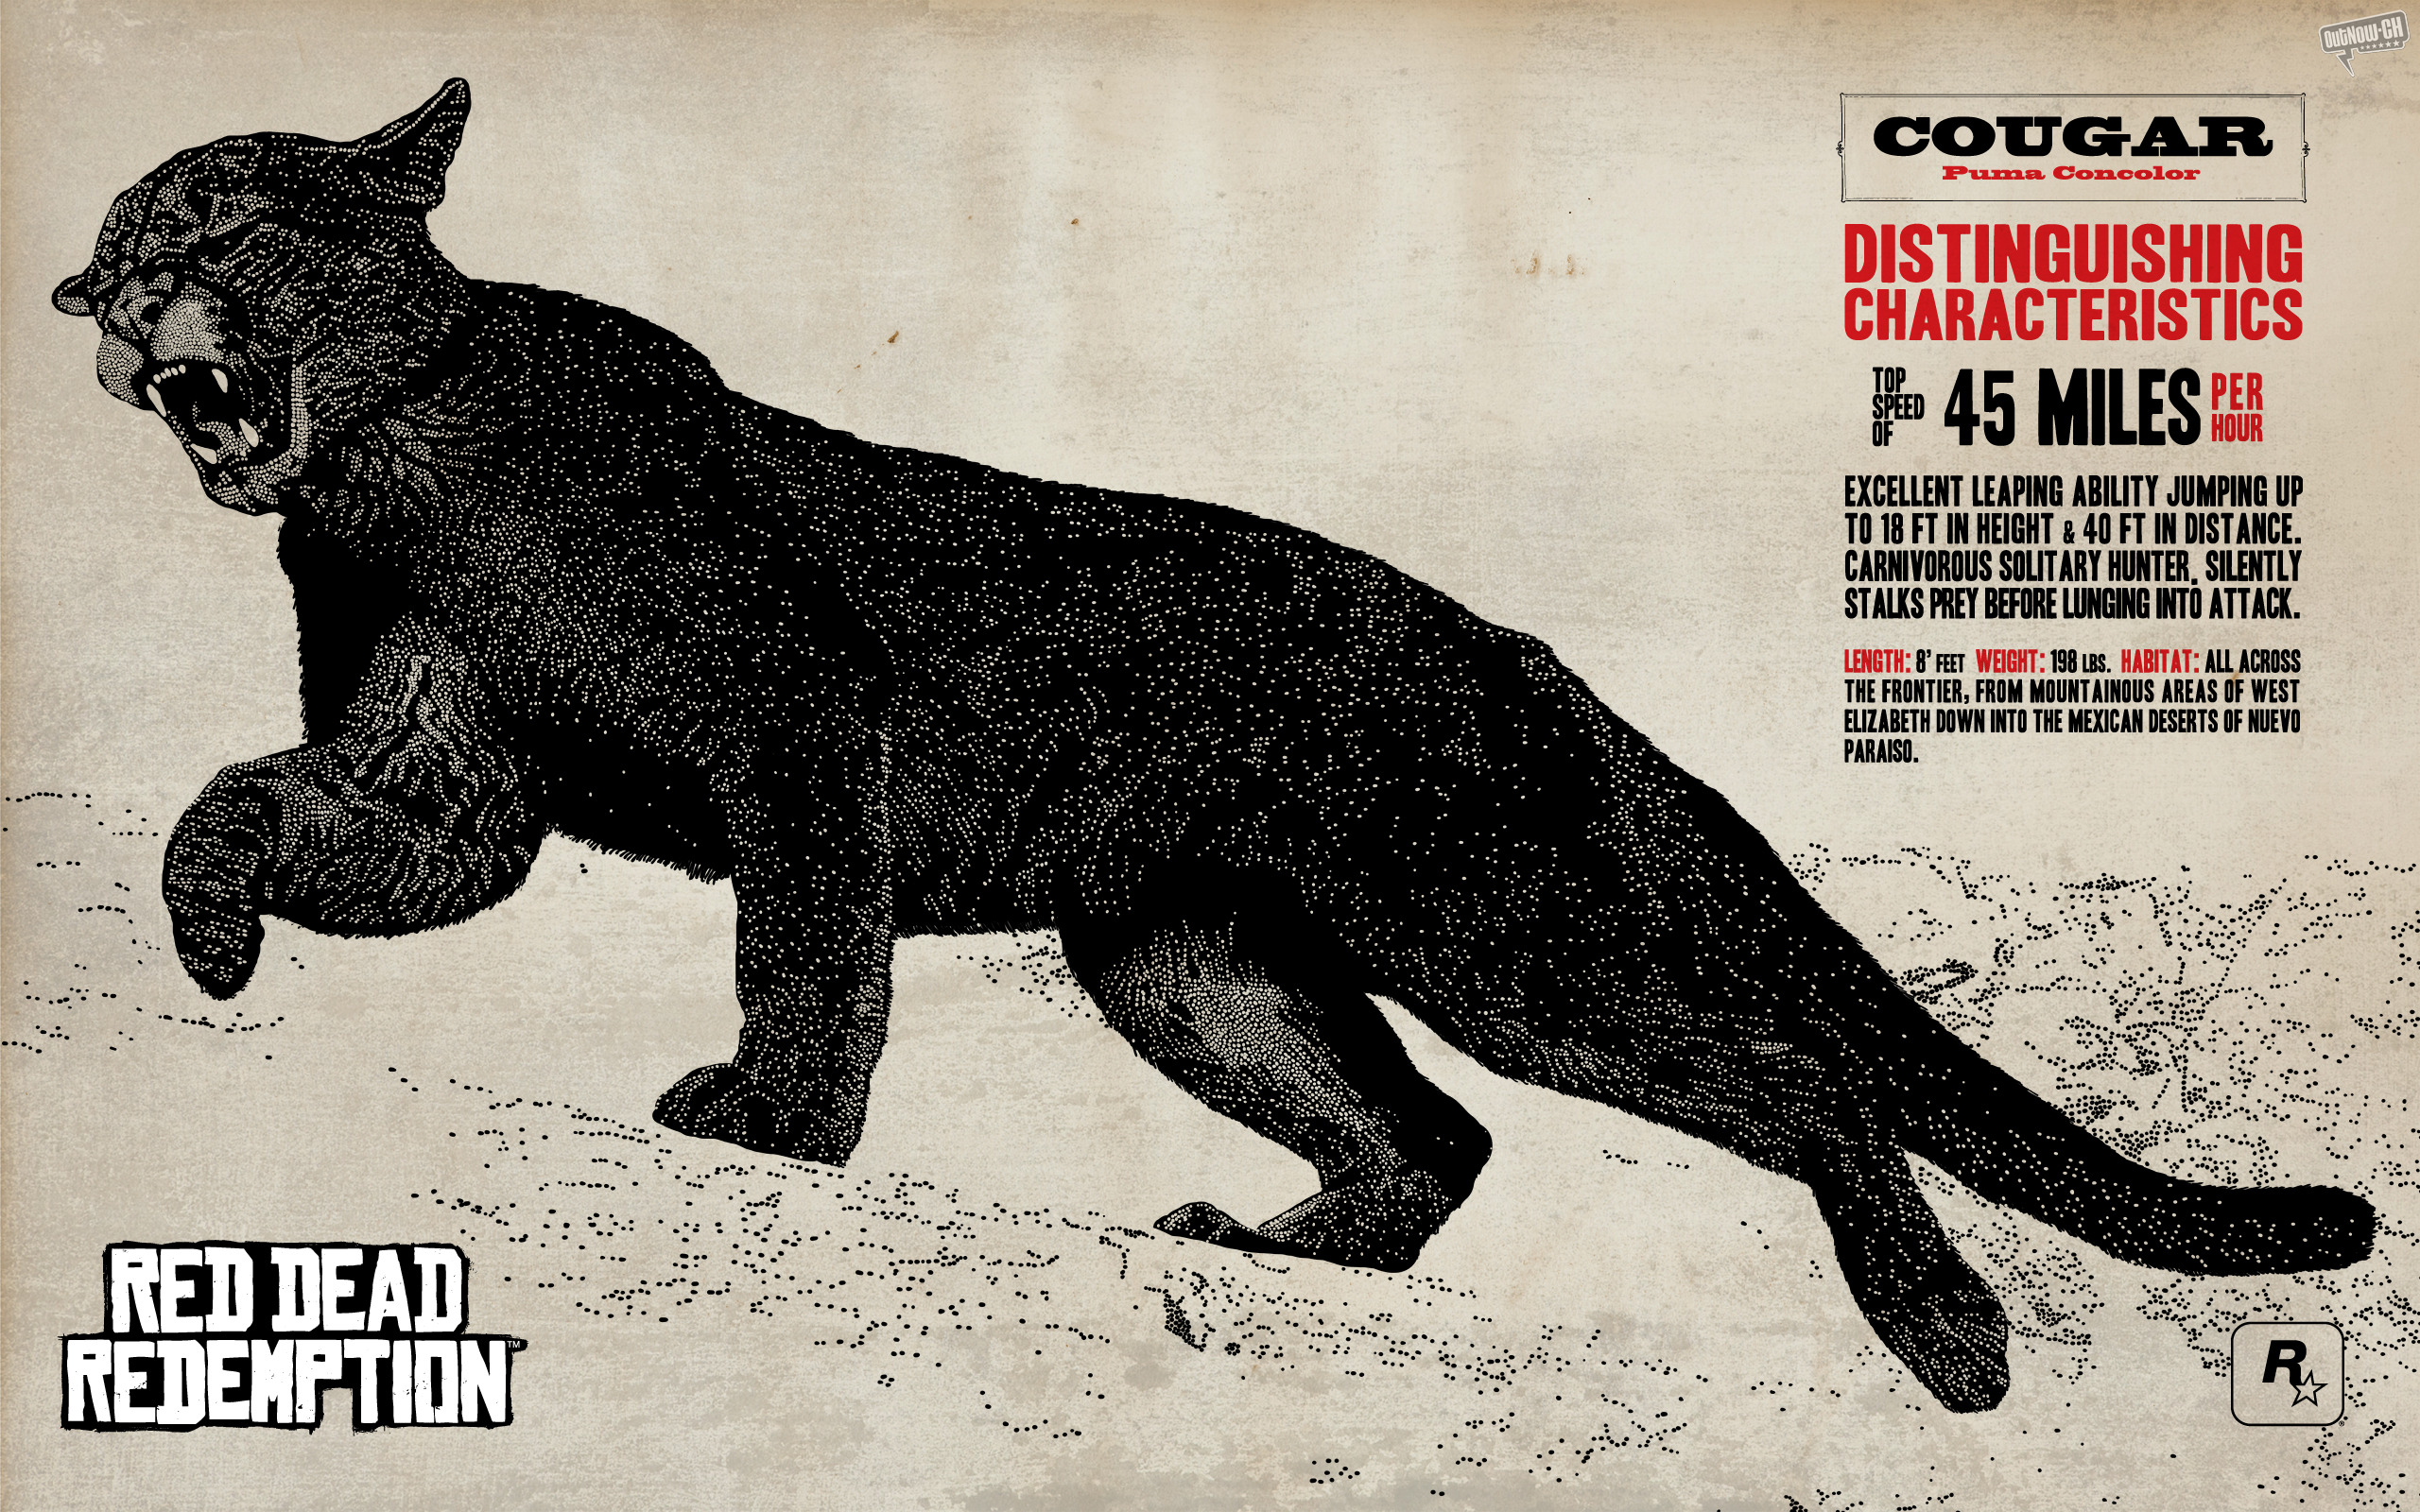 OutNow.CH
COUGAR
Puma Concolor
DISTINGUISHING
CHARACTERISTICS
TOP
SPEED
OF
45 MILES
PER
HOUR
EXCELLENT LEAPING ABILITY JUMPING UP
TO 18 FT IN HEIGHT & 40 FT IN DISTANCE.
CARNIVOROUS SOLITARY HUNTER, SILENTLY
STALKS PREY BEFORE LUNGING INTO ATTACK.
LENGTH: 8' FEET WEIGHT: 198 LBS. HABITAT: ALL ACROSS
THE FRONTIER, FROM MOUNTAINOUS AREAS OF WEST
ELIZABETH DOWN INTO THE MEXICAN DESERTS OF NUEVO
PARAISO.
RED DEAD
REDEMPTION™
R